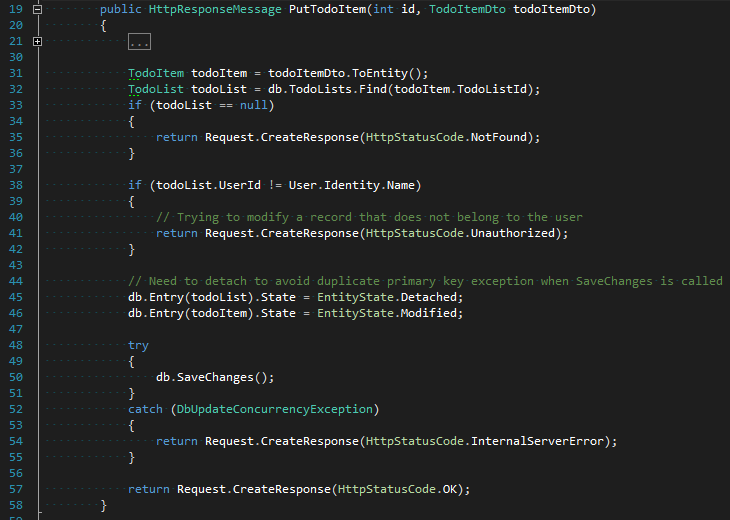 19 public HttpResponseMessage PutTodoItem(int id, TodoItemDto todoItemDto)
20 {
21 ...
30
31 TodoItem todoItem = todoItemDto.ToEntity();
32 TodoList todoList = db.TodoLists.Find(todoItem.TodoListId);
33 if (todoList == null)
34 {
35 return Request.CreateResponse(HttpStatusCode.NotFound);
36 }
37
38 if (todoList.UserId != User.Identity.Name)
39 {
40 // Trying to modify a record that does not belong to the user
41 return Request.CreateResponse(HttpStatusCode.Unauthorized);
42 }
43
44 // Need to detach to avoid duplicate primary key exception when SaveChanges is called
45 db.Entry(todoList).State = EntityState.Detached;
46 db.Entry(todoItem).State = EntityState.Modified;
47
48 try
49 {
50 db.SaveChanges();
51 }
52 catch (DbUpdateConcurrencyException)
53 {
54 return Request.CreateResponse(HttpStatusCode.InternalServerError);
55 }
56
57 return Request.CreateResponse(HttpStatusCode.OK);
58 }